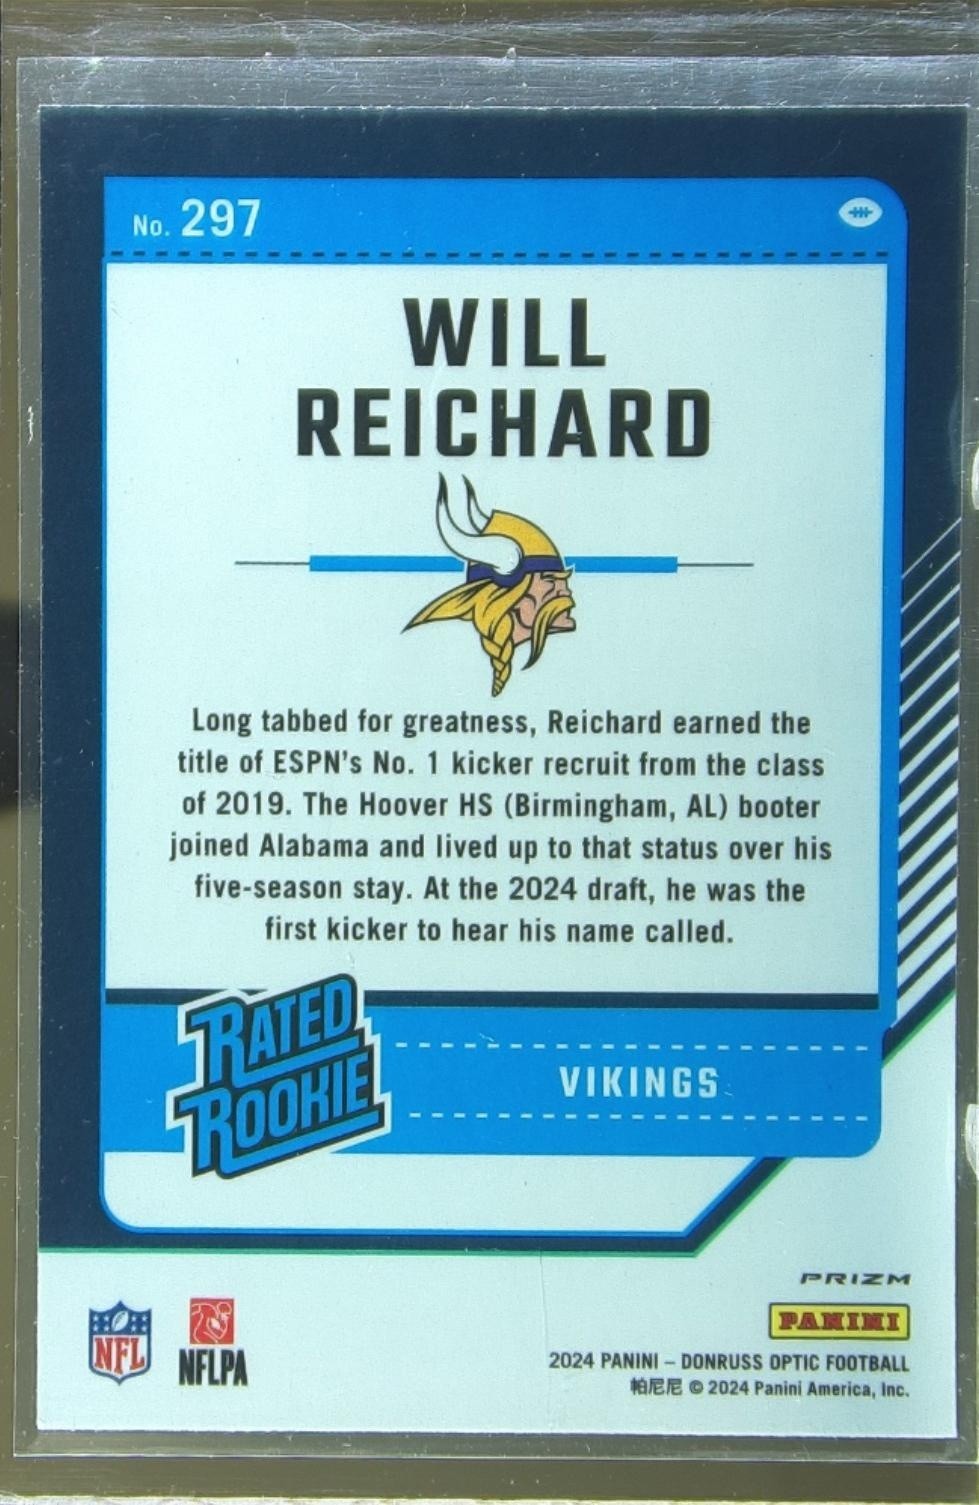 No. 297
WILL
REICHARD
Long tabbed for greatness, Reichard earned the
title of ESPN's No. 1 kicker recruit from the class
of 2019. The Hoover HS (Birmingham, AL) booter
joined Alabama and lived up to that status over his
five-season stay. At the 2024 draft, he was the
first kicker to hear his name called.
RATED
ROOKIE
VIKINGS
PRIZM
PANINI
NFL
NFLPA
2024 PANINI – DONRUSS OPTIC FOOTBALL
帕尼尼 © 2024 Panini America, Inc.